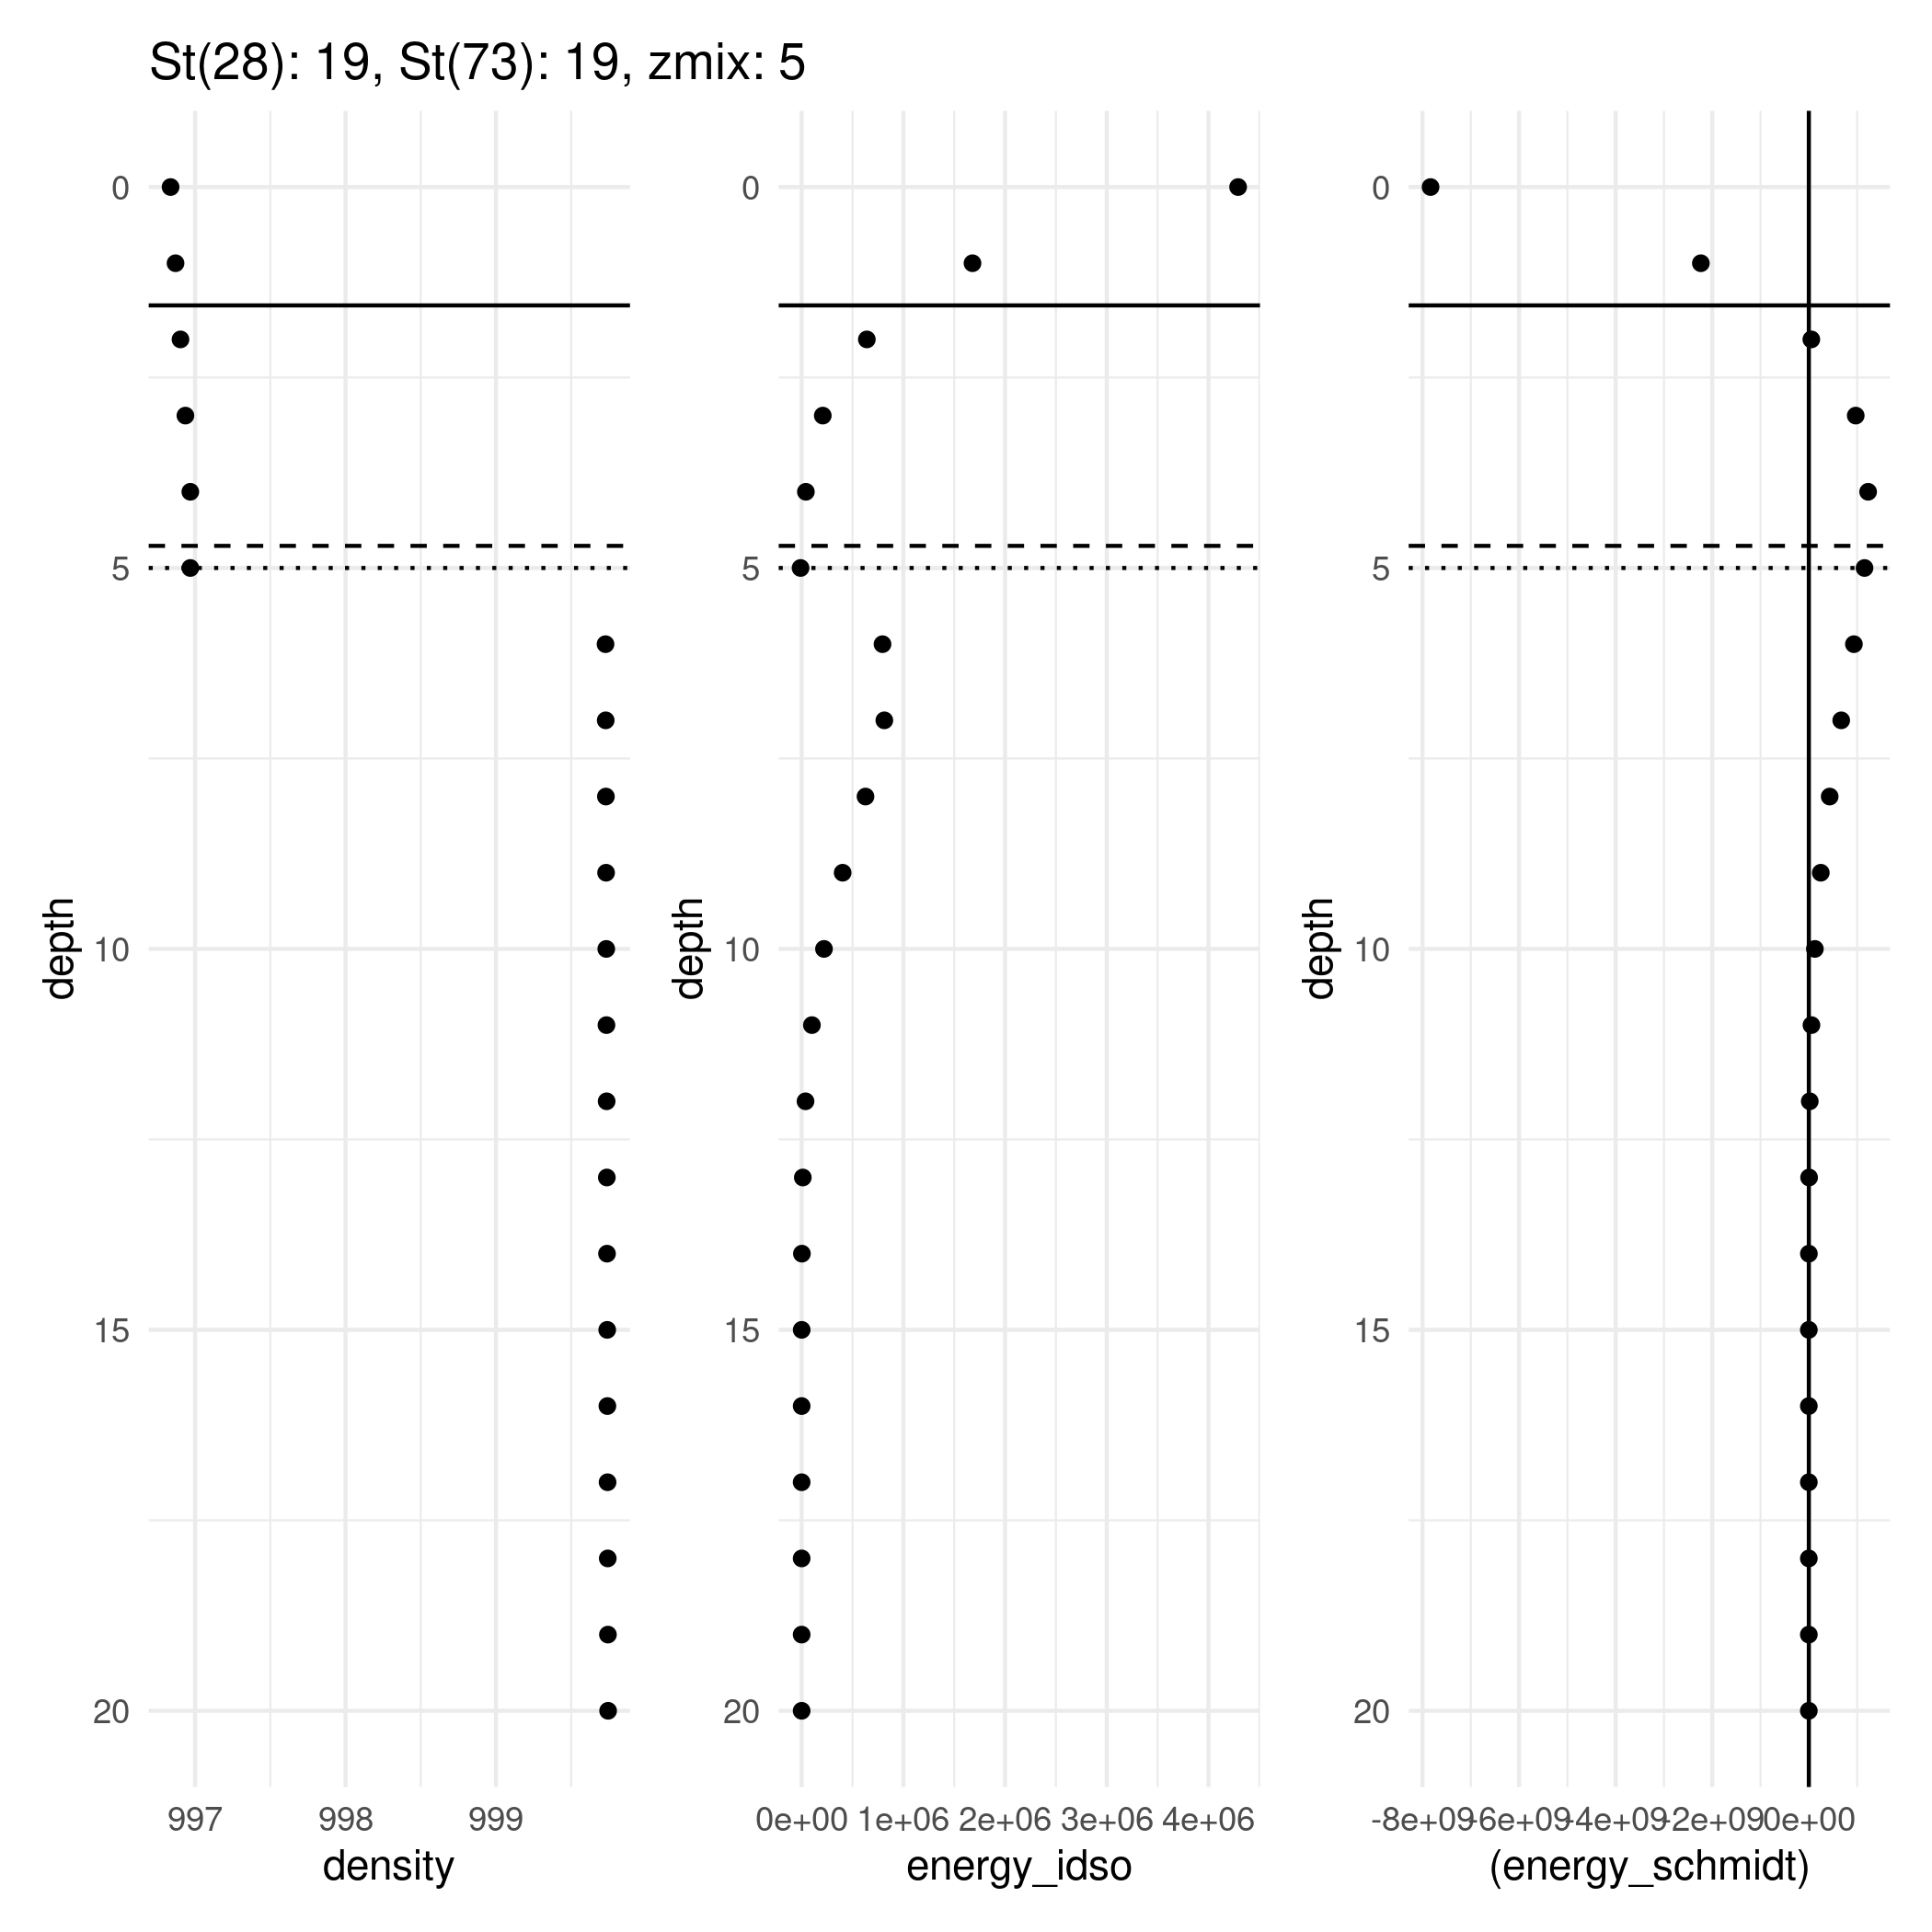 St(28): 19, St(73): 19, zmix: 5
0
5
10
15
20
depth
997 998 999
density
0
5
10
15
20
depth
0e+00 1e+06 2e+06 3e+06 4e+06
energy_idso
0
5
10
15
20
depth
-8e+09 -6e+09 -4e+09 -2e+09 0e+00
(energy_schmidt)